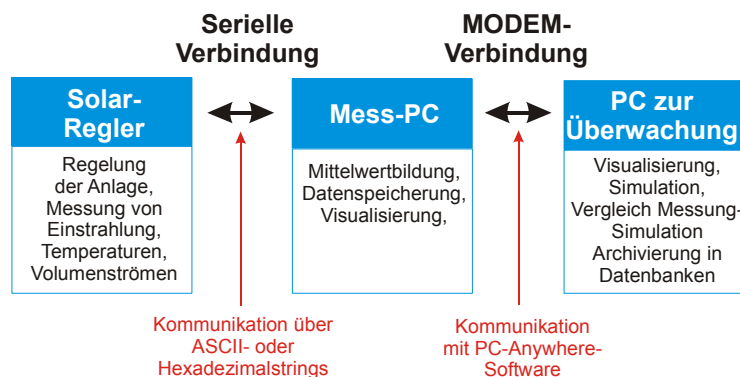 Serielle
Verbindung
MODEM-
Verbindung
Solar-
Regler
Regelung
der Anlage,
Messung von
Einstrahlung,
Temperaturen,
Volumenströmen
Mess-PC
Mittelwertbildung,
Datenspeicherung,
Visualisierung,
PC zur
Überwachung
Visualisierung,
Simulation,
Vergleich Messung-
Simulation
Archivierung in
Datenbanken
Kommunikation über
ASCII- oder
Hexadezimalstrings
Kommunikation
mit PC-Anywhere-
Software